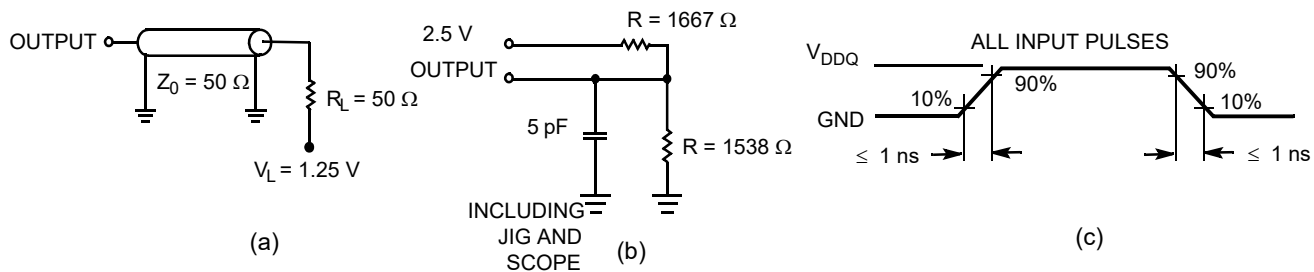 OUTPUT
Z0 = 50 Ω
RL = 50 Ω
VL = 1.25 V
(a)
R = 1667 Ω
2.5 V
OUTPUT
5 pF
R = 1538 Ω
INCLUDING
JIG AND
SCOPE
(b)
ALL INPUT PULSES
VDDQ
GND
10%
90%
90%
10%
≤ 1 ns
≤ 1 ns
(c)